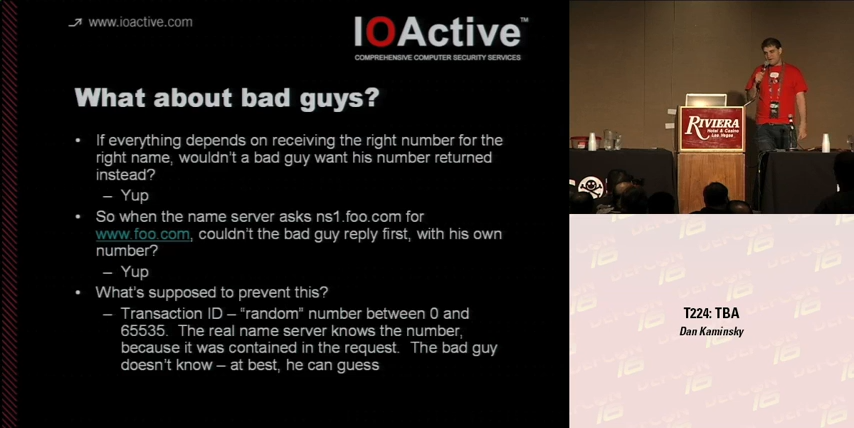 www.ioactive.com
IOActive™
COMPREHENSIVE COMPUTER SECURITY SERVICES
What about bad guys?
• If everything depends on receiving the right number for the
right name, wouldn't a bad guy want his number returned
instead?
– Yup
• So when the name server asks ns1.foo.com for
www.foo.com, couldn't the bad guy reply first, with his own
number?
– Yup
• What's supposed to prevent this?
– Transaction ID – "random" number between 0 and
65535. The real name server knows the number,
because it was contained in the request. The bad guy
doesn't know – at best, he can guess
RIVIERA
Hotel & Casino
Las Vegas
T224: TBA
Dan Kaminsky